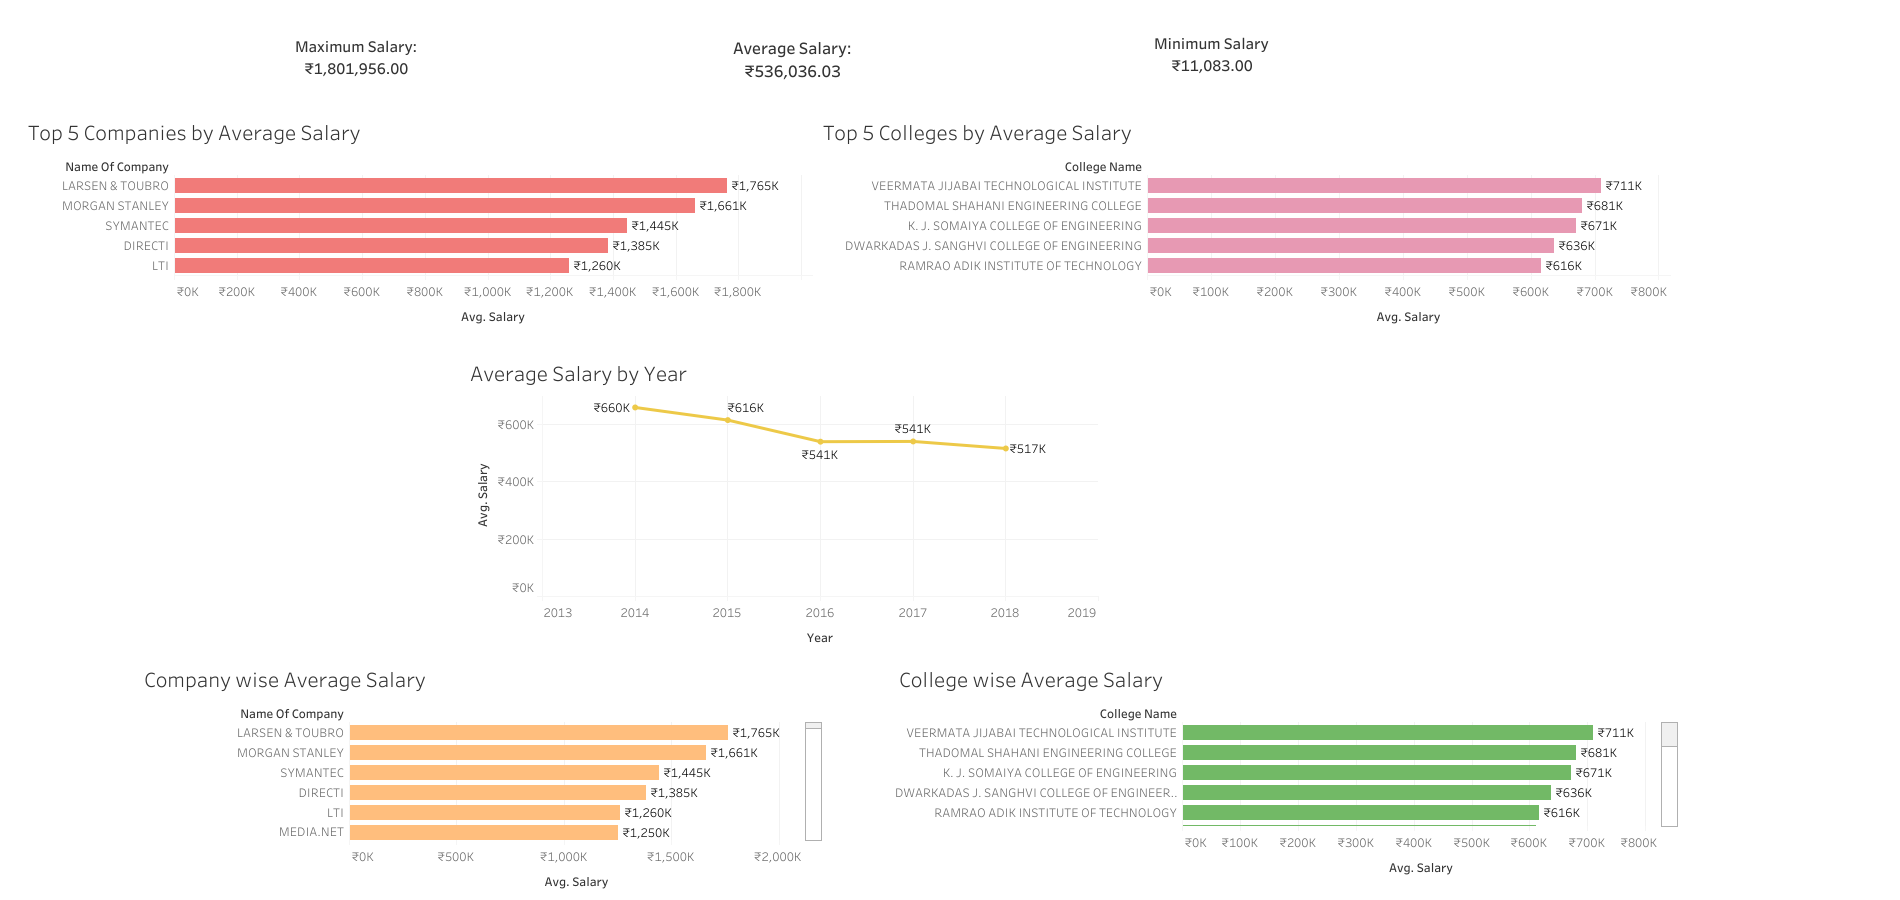 Maximum Salary:
₹1,801,956.00
Average Salary:
₹536,036.03
Minimum Salary
₹11,083.00
Top 5 Companies by Average Salary
Name Of Company
LARSEN & TOUBRO ₹1,765K
MORGAN STANLEY ₹1,661K
SYMANTEC ₹1,445K
DIRECTI ₹1,385K
LTI ₹1,260K
₹0K ₹200K ₹400K ₹600K ₹800K ₹1,000K ₹1,200K ₹1,400K ₹1,600K ₹1,800K
Avg. Salary
Top 5 Colleges by Average Salary
College Name
VEERMATA JIJABAI TECHNOLOGICAL INSTITUTE ₹711K
THADOMAL SHAHANI ENGINEERING COLLEGE ₹681K
K. J. SOMAIYA COLLEGE OF ENGINEERING ₹671K
DWARKADAS J. SANGHVI COLLEGE OF ENGINEERING ₹636K
RAMRAO ADIK INSTITUTE OF TECHNOLOGY ₹616K
₹0K ₹100K ₹200K ₹300K ₹400K ₹500K ₹600K ₹700K ₹800K
Avg. Salary
Average Salary by Year
₹660K ₹616K
₹600K
₹541K
₹541K
₹517K
Avg. Salary
₹400K
₹200K
₹0K
2013 2014 2015 2016 2017 2018 2019
Year
Company wise Average Salary
Name Of Company
LARSEN & TOUBRO ₹1,765K
MORGAN STANLEY ₹1,661K
SYMANTEC ₹1,445K
DIRECTI ₹1,385K
LTI ₹1,260K
MEDIA.NET ₹1,250K
₹0K ₹500K ₹1,000K ₹1,500K ₹2,000K
Avg. Salary
College wise Average Salary
College Name
VEERMATA JIJABAI TECHNOLOGICAL INSTITUTE ₹711K
THADOMAL SHAHANI ENGINEERING COLLEGE ₹681K
K. J. SOMAIYA COLLEGE OF ENGINEERING ₹671K
DWARKADAS J. SANGHVI COLLEGE OF ENGINEER.. ₹636K
RAMRAO ADIK INSTITUTE OF TECHNOLOGY ₹616K
₹0K ₹100K ₹200K ₹300K ₹400K ₹500K ₹600K ₹700K ₹800K
Avg. Salary